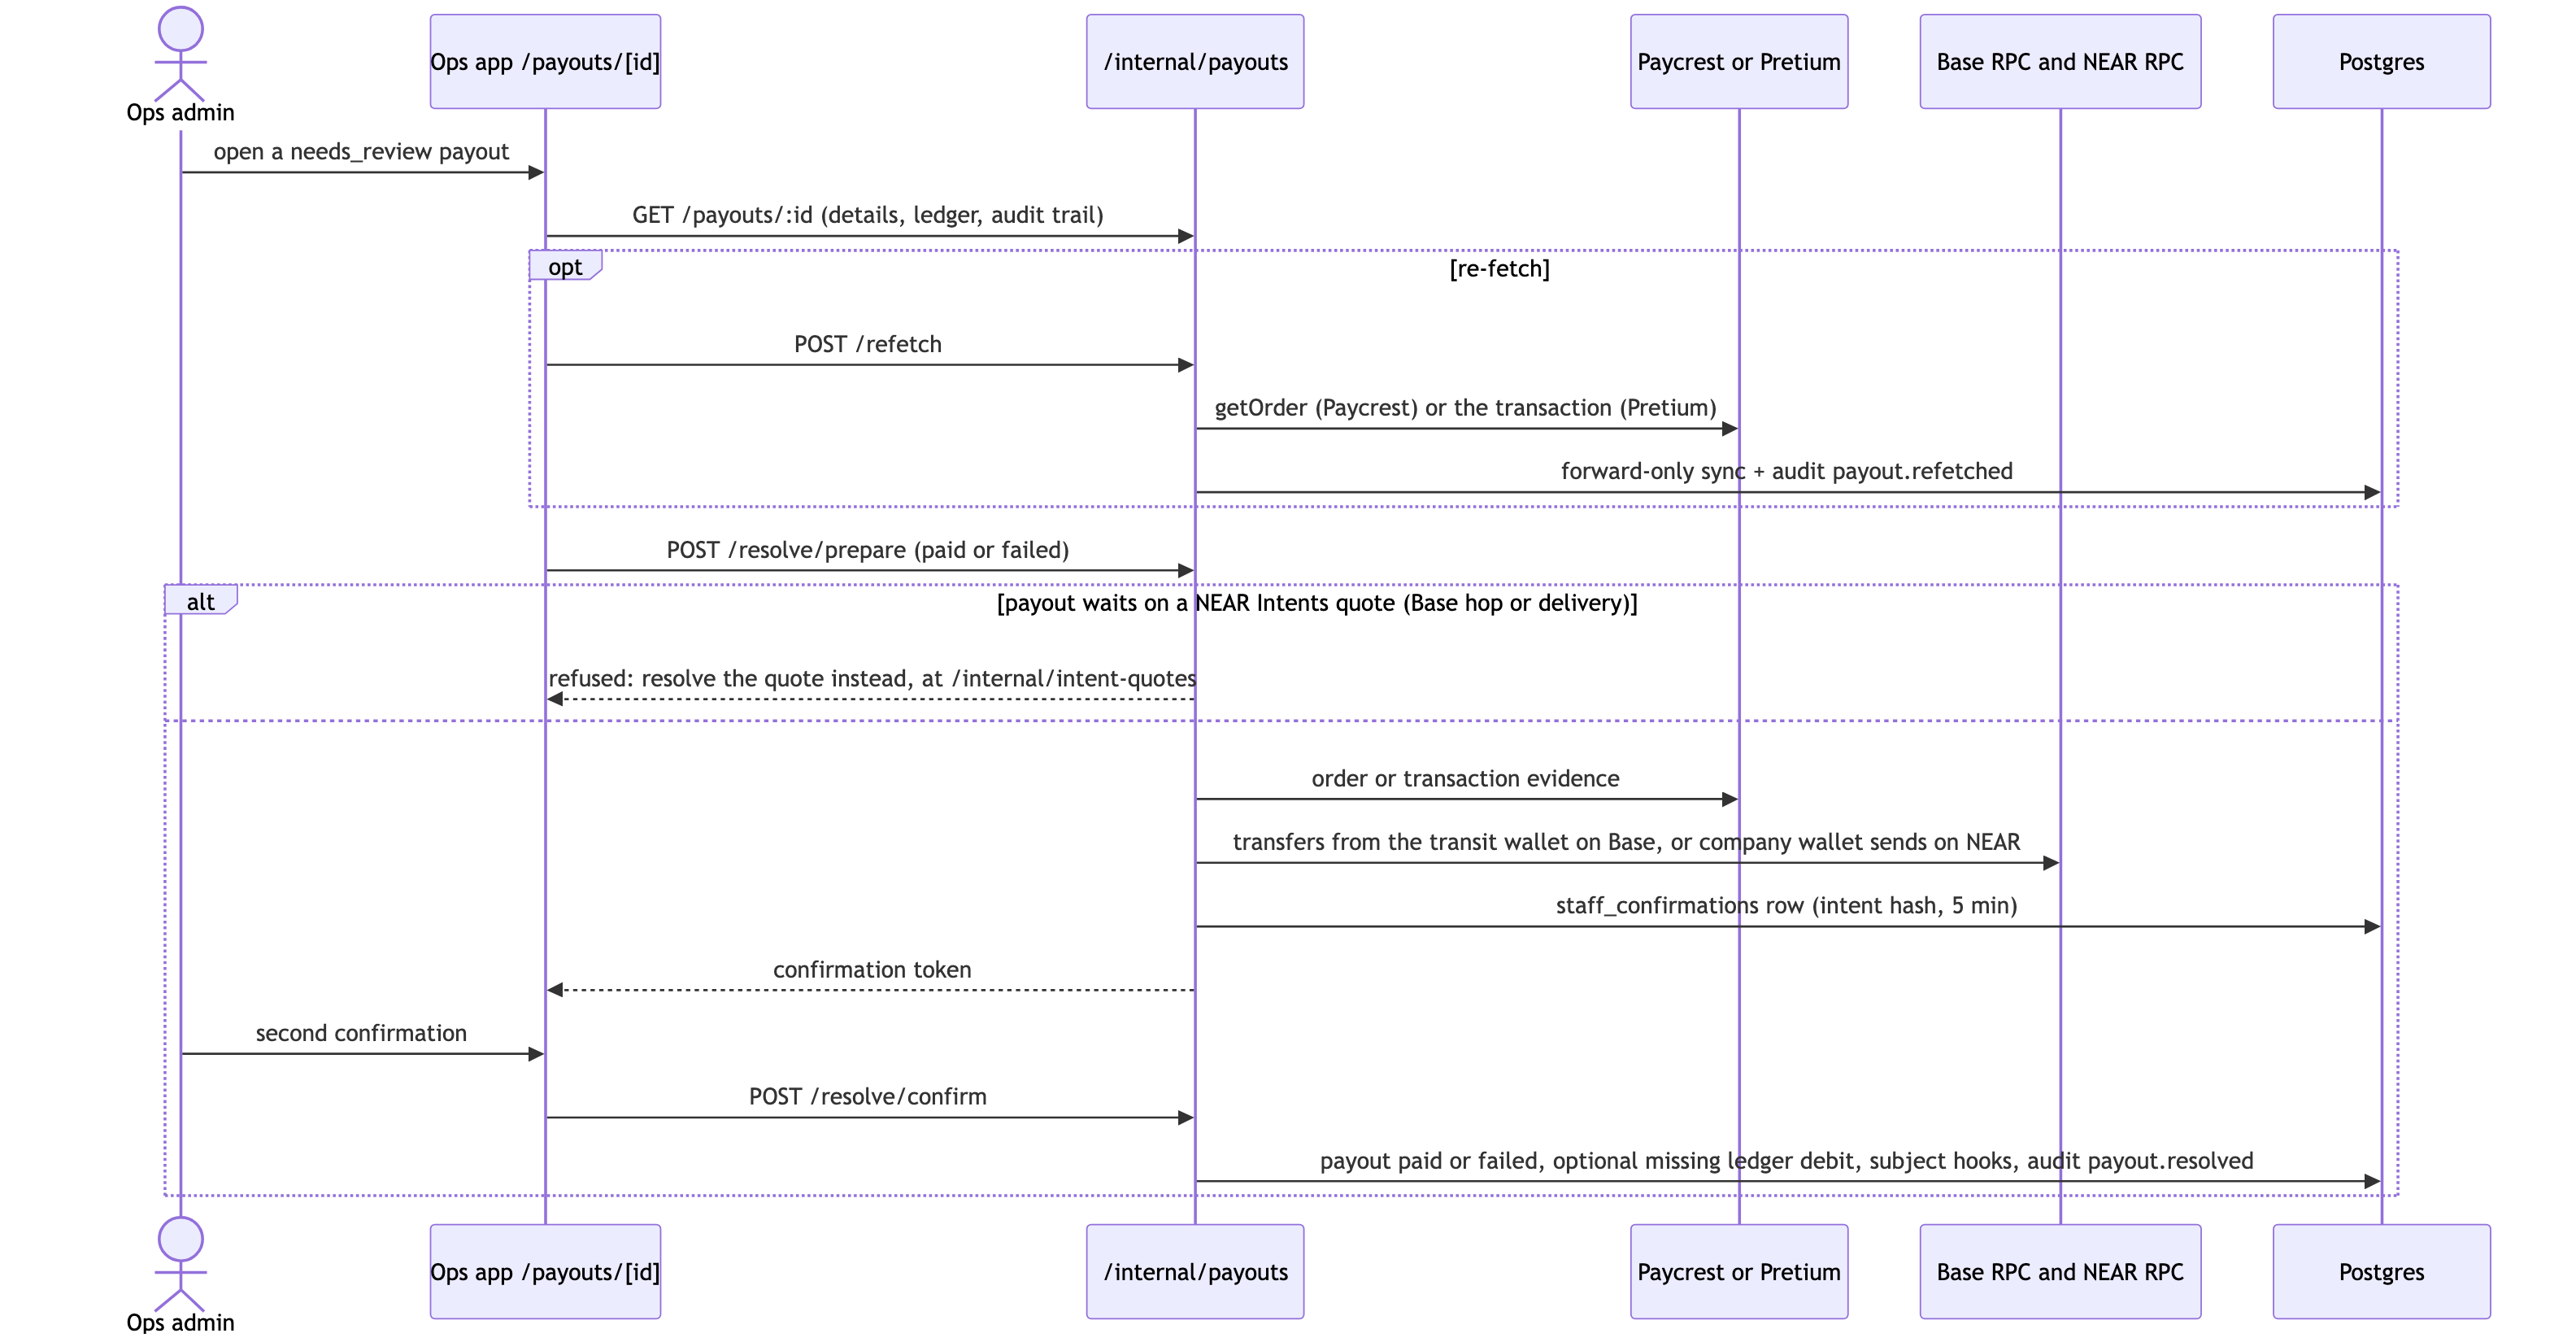 Ops admin
Ops app /payouts/[id]
/internal/payouts
Paycrest or Pretium
Base RPC and NEAR RPC
Postgres
open a needs_review payout
GET /payouts/:id (details, ledger, audit trail)
opt
[re-fetch]
POST /refetch
getOrder (Paycrest) or the transaction (Pretium)
forward-only sync + audit payout.refetched
POST /resolve/prepare (paid or failed)
alt
[payout waits on a NEAR Intents quote (Base hop or delivery)]
refused: resolve the quote instead, at /internal/intent-quotes
order or transaction evidence
transfers from the transit wallet on Base, or company wallet sends on NEAR
staff_confirmations row (intent hash, 5 min)
confirmation token
second confirmation
POST /resolve/confirm
payout paid or failed, optional missing ledger debit, subject hooks, audit payout.resolved
Ops admin
Ops app /payouts/[id]
/internal/payouts
Paycrest or Pretium
Base RPC and NEAR RPC
Postgres